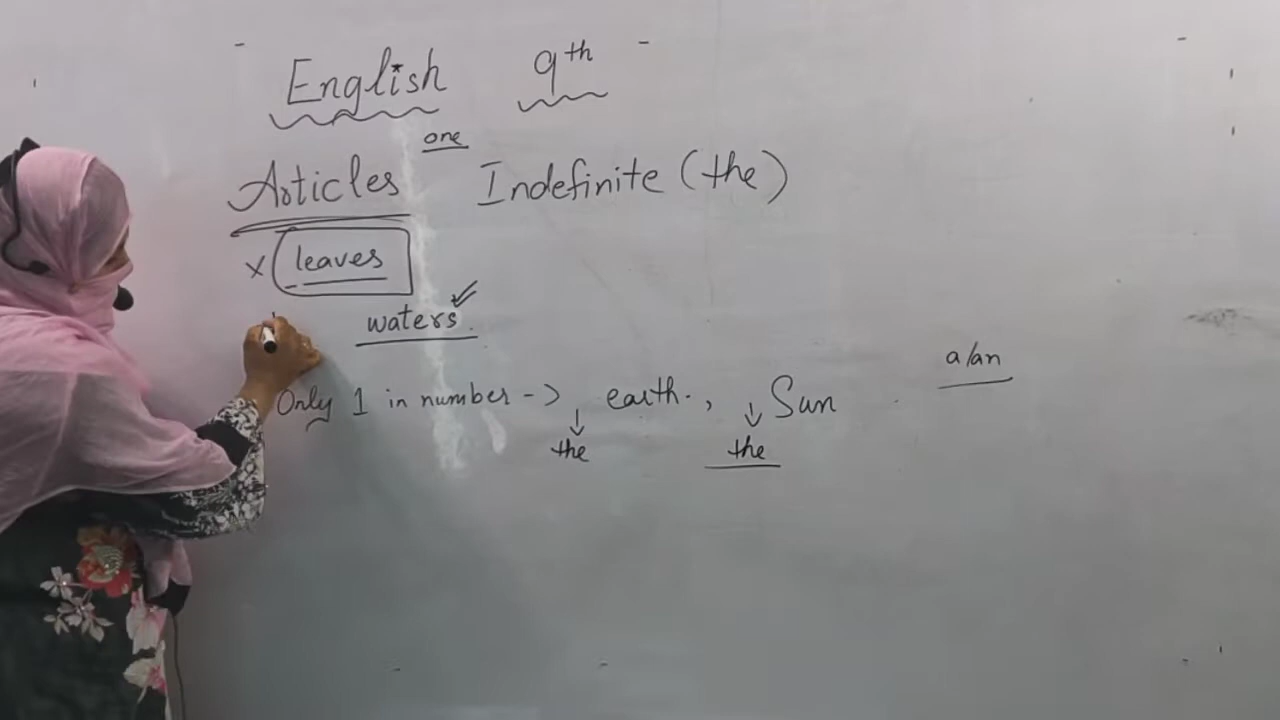 English 9th
one
Articles Indefinite (the)
x leaves
waters.
a/an
Only 1 in number -> earth., Sun
the the